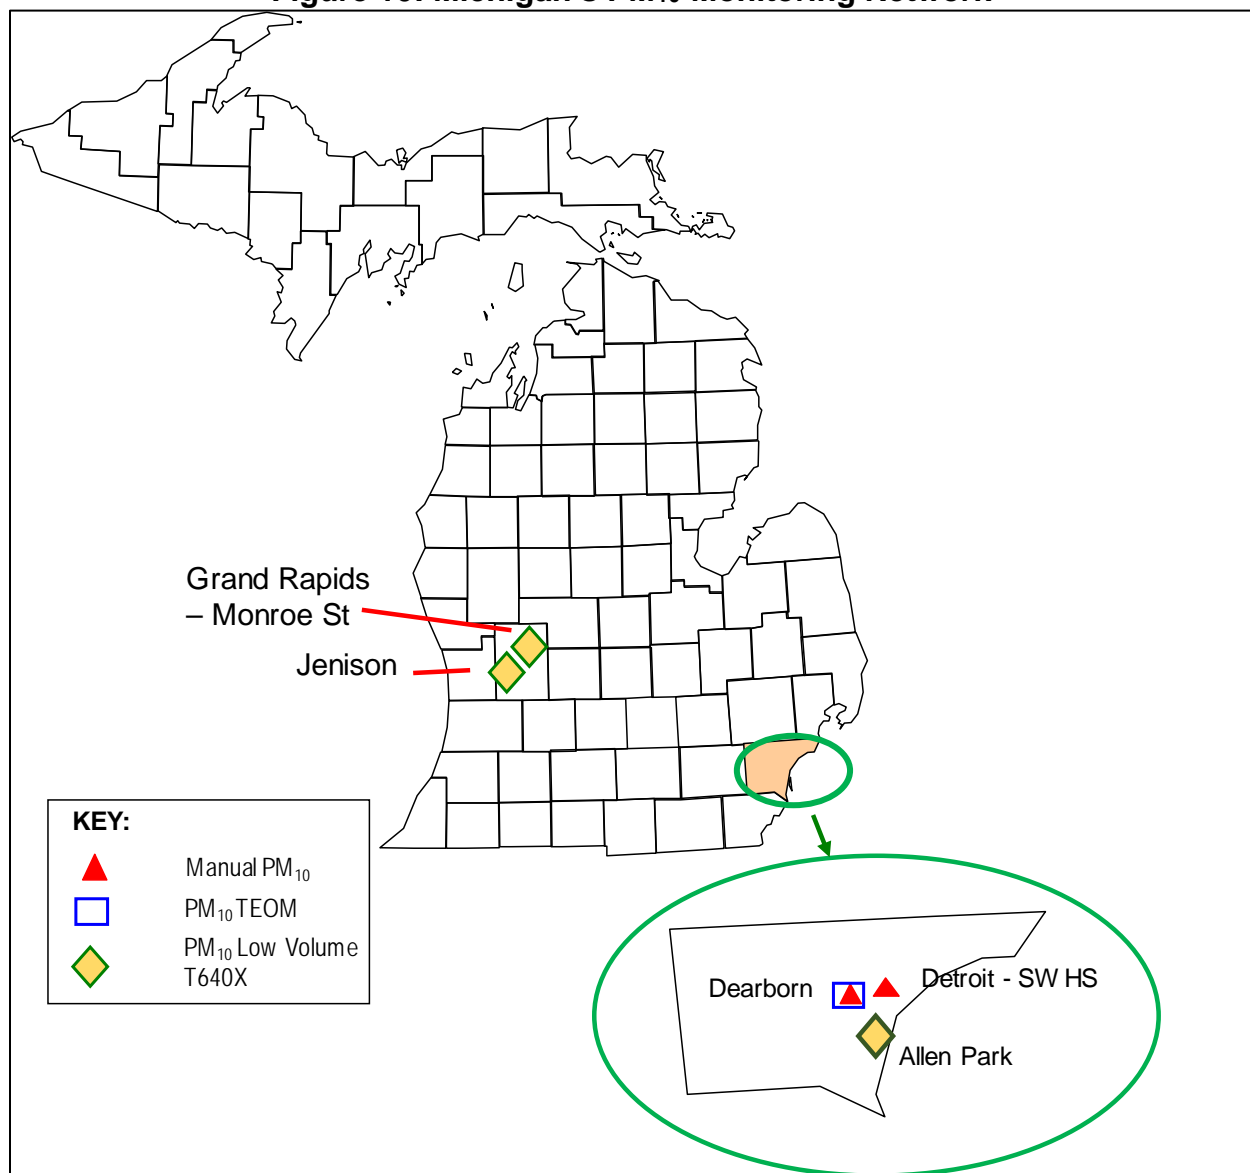 Grand Rapids
– Monroe St
Jenison
KEY:
Manual PM10
PM10 TEOM
PM10 Low Volume
T640X
Dearborn
Detroit - SW HS
Allen Park